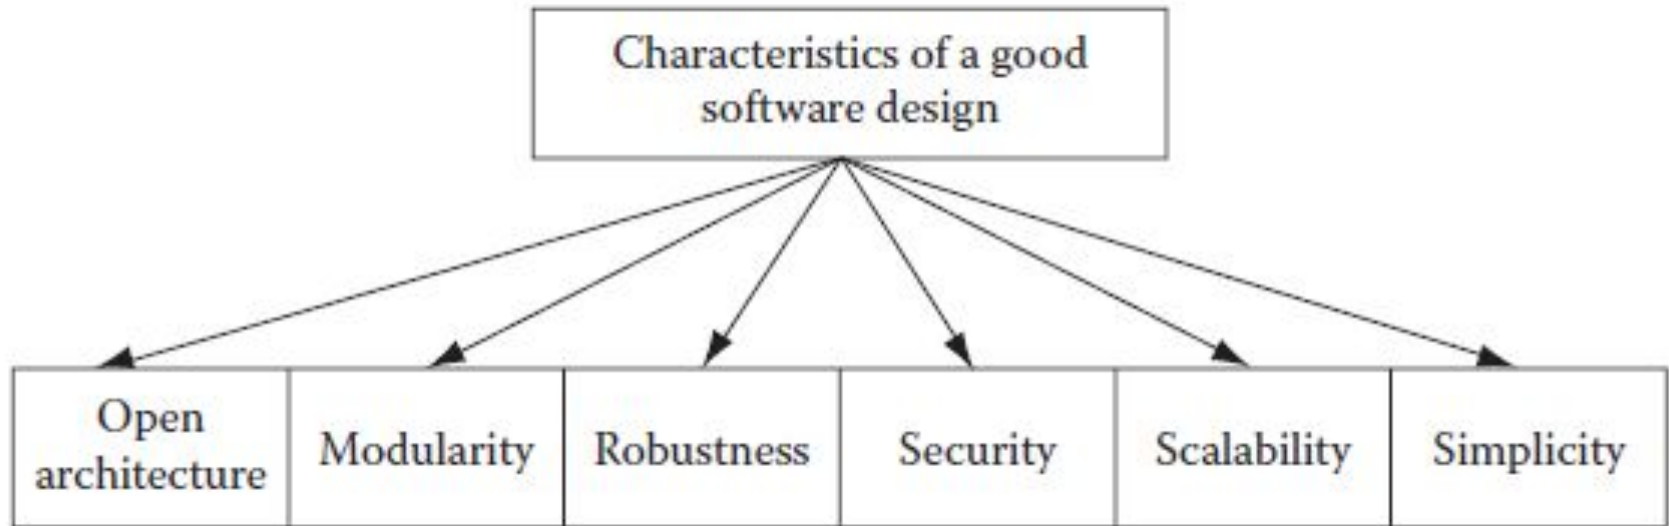 Characteristics of a good
software design
Open
architecture
Modularity
Robustness
Security
Scalability
Simplicity